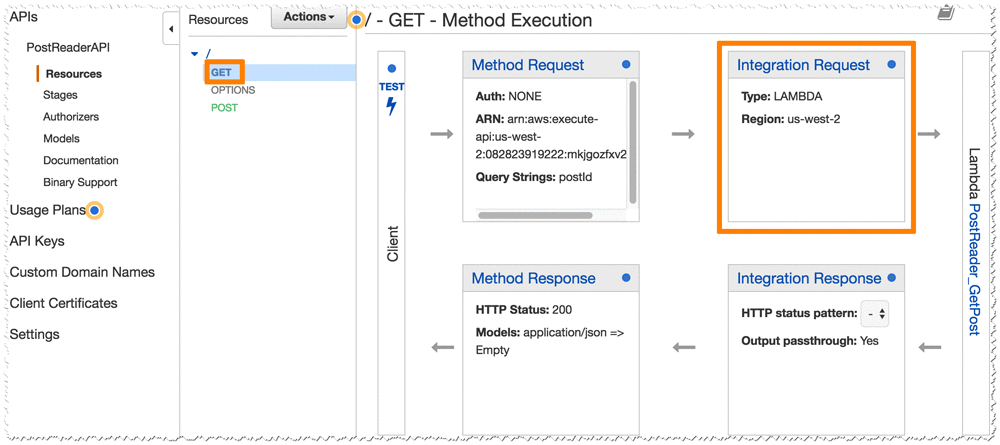 APIs
PostReaderAPI
Resources
Stages
Authorizers
Models
Documentation
Binary Support
Usage Plans
API Keys
Custom Domain Names
Client Certificates
Settings
Resources
Actions
/
GET
OPTIONS
POST
/ - GET - Method Execution
TEST
Client
Method Request
Auth: NONE
ARN: arn:aws:execute-
api:us-west-
2:082823919222:mkjgozfxv2
Query Strings: postId
Integration Request
Type: LAMBDA
Region: us-west-2
Lambda PostReader_GetPost
Method Response
HTTP Status: 200
Models: application/json =>
Empty
Integration Response
HTTP status pattern: -
Output passthrough: Yes